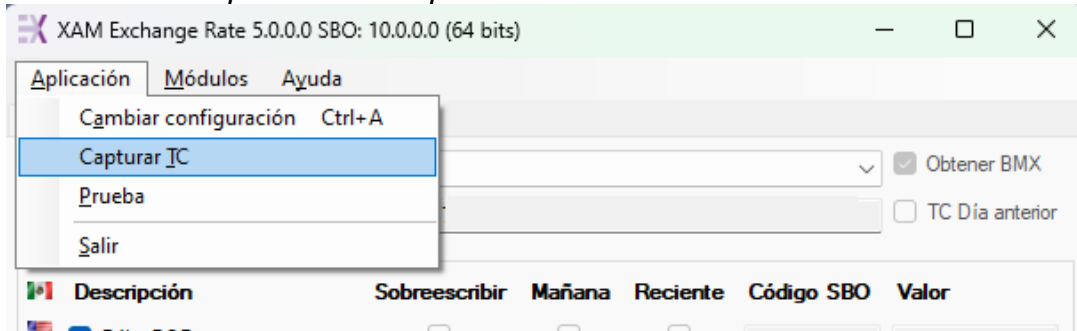 XAM Exchange Rate 5.0.0.0 SBO: 10.0.0.0 (64 bits)
Aplicación Módulos Ayuda
Cambiar configuración Ctrl+A
Capturar TC
Obtener BMX
Prueba
TC Día anterior
Salir
Descripción Sobreescribir Mañana Reciente Código SBO Valor